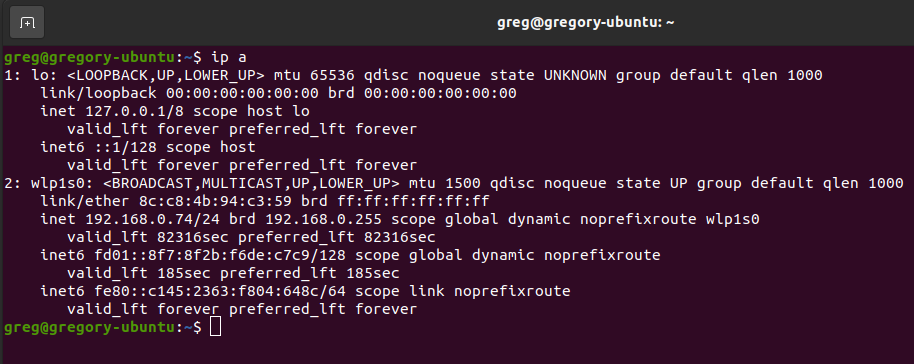 greg@gregory-ubuntu: ~
greg@gregory-ubuntu:~$ ip a
1: lo: <LOOPBACK,UP,LOWER_UP> mtu 65536 qdisc noqueue state UNKNOWN group default qlen 1000
    link/loopback 00:00:00:00:00:00 brd 00:00:00:00:00:00
    inet 127.0.0.1/8 scope host lo
       valid_lft forever preferred_lft forever
    inet6 ::1/128 scope host
       valid_lft forever preferred_lft forever
2: wlp1s0: <BROADCAST,MULTICAST,UP,LOWER_UP> mtu 1500 qdisc noqueue state UP group default qlen 1000
    link/ether 8c:c8:4b:94:c3:59 brd ff:ff:ff:ff:ff:ff
    inet 192.168.0.74/24 brd 192.168.0.255 scope global dynamic noprefixroute wlp1s0
       valid_lft 82316sec preferred_lft 82316sec
    inet6 fd01::8f7:8f2b:f6de:c7c9/128 scope global dynamic noprefixroute
       valid_lft 185sec preferred_lft 185sec
    inet6 fe80::c145:2363:f804:648c/64 scope link noprefixroute
       valid_lft forever preferred_lft forever
greg@gregory-ubuntu:~$